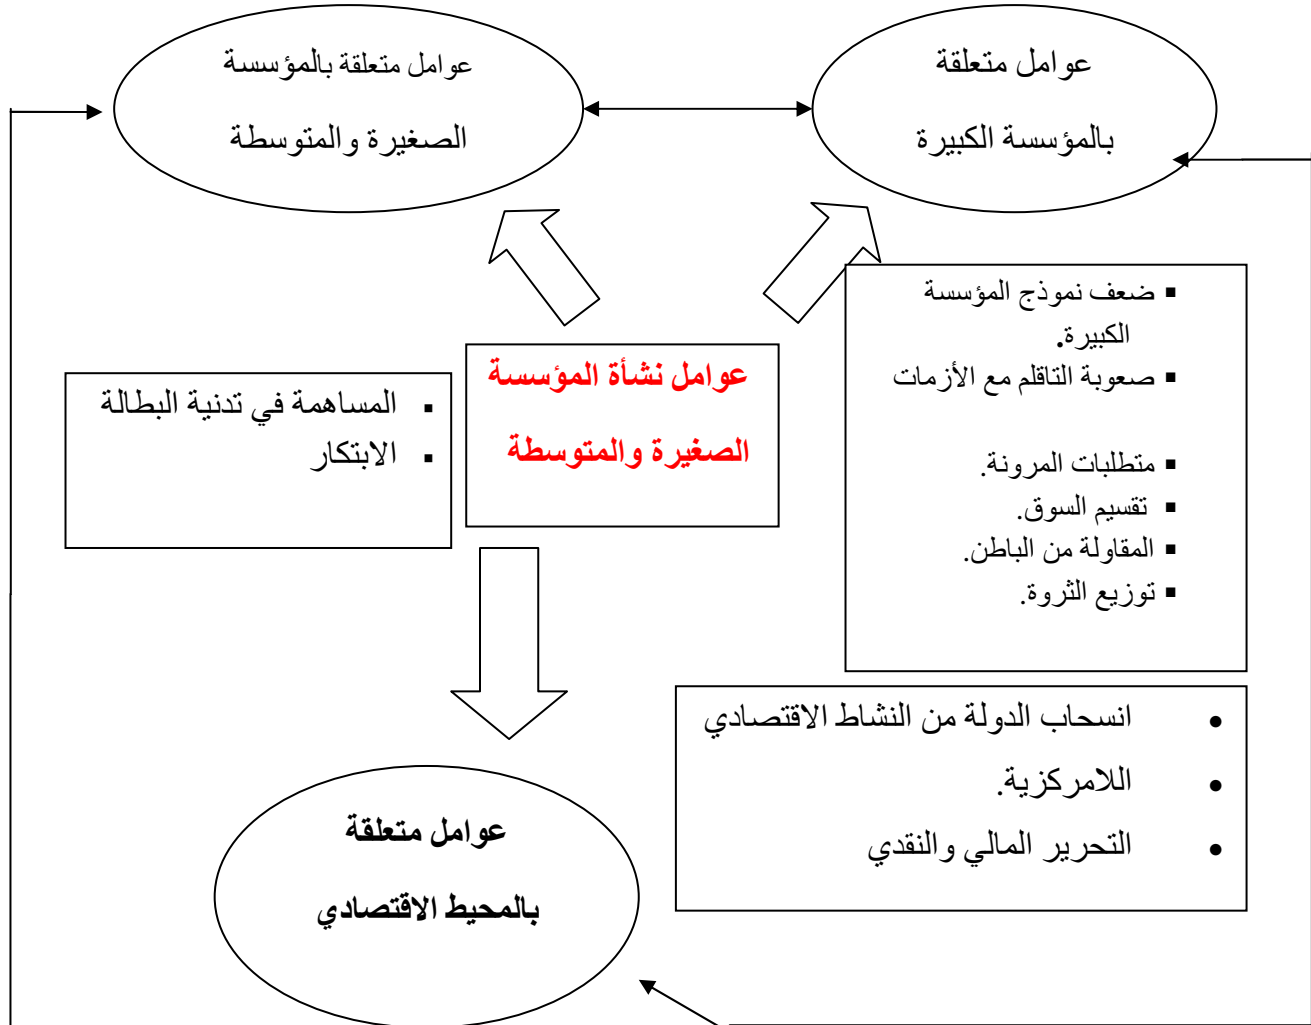 عوامل متعلقة
بالمؤسسة الكبيرة
عوامل متعلقة بالمؤسسة
الصغيرة والمتوسطة
▪ ضعف نموذج المؤسسة
الكبيرة.
▪ صعوبة التاقلم مع الأزمات
▪ متطلبات المرونة.
▪ تقسيم السوق.
▪ المقاولة من الباطن.
▪ توزيع الثروة.
عوامل نشأة المؤسسة
الصغيرة والمتوسطة
▪ المساهمة في تدنية البطالة
▪ الابتكار
• انسحاب الدولة من النشاط الاقتصادي
• اللامركزية.
• التحرير المالي والنقدي
عوامل متعلقة
بالمحيط الاقتصادي